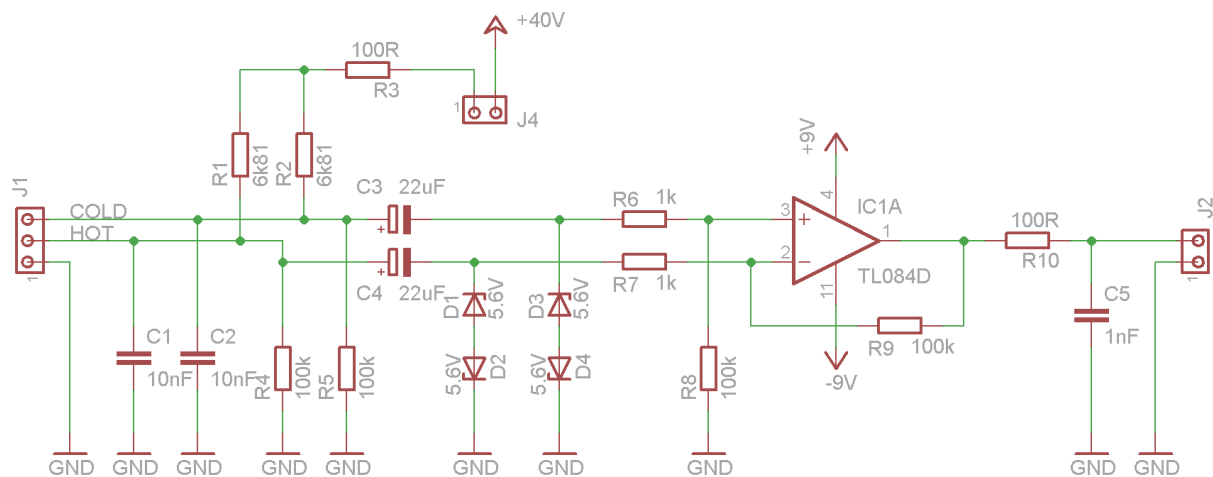 +40V
100R
R3
1
J4
R1
6k81
R2
6k81
+9V
J1
COLD
HOT
1
C3
22uF
C4
22uF
R6
1k
R7
1k
3
2
4
11
1
IC1A
TL084D
-9V
100R
R10
J2
1
D1
5.6V
D3
5.6V
5.6V
D2
5.6V
D4
C1
10nF
C2
10nF
R4
100k
R5
100k
R8
100k
R9
100k
C5
1nF
GND
GND
GND
GND
GND
GND
GND
GND
GND
GND